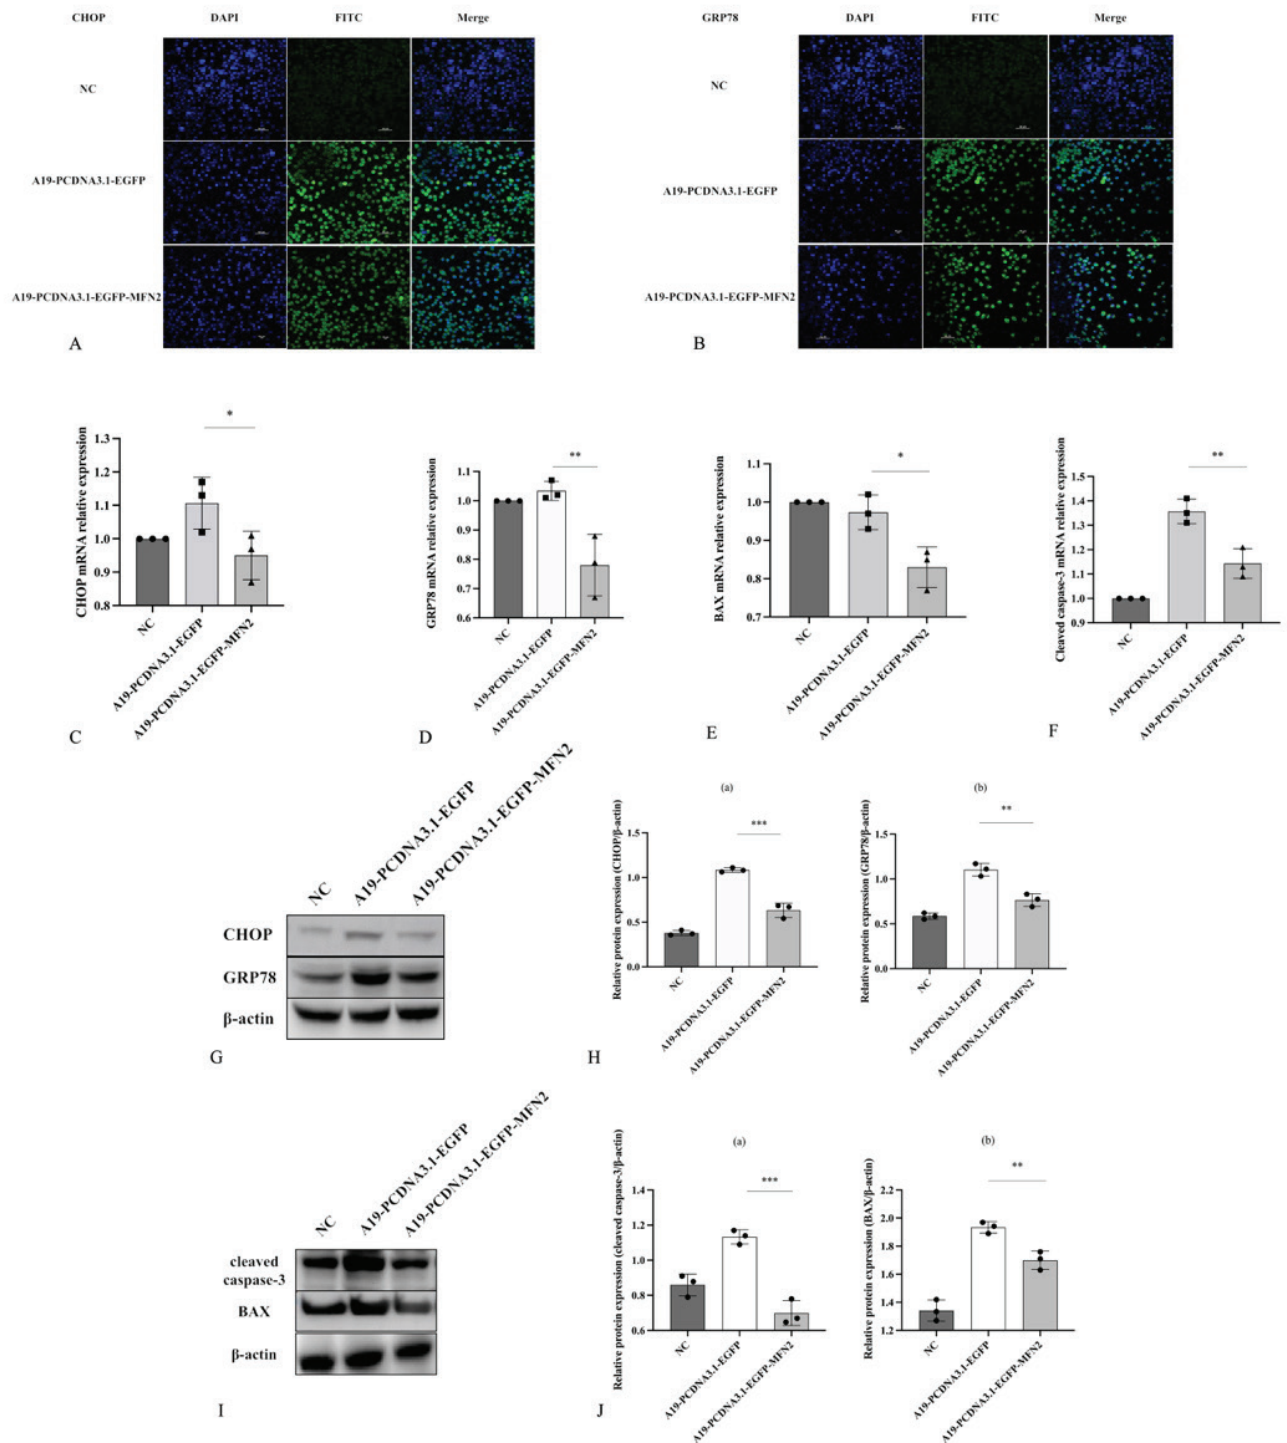 CHOP DAPI FITC Merge
NC
A19-PCDNA3.1-EGFP
A19-PCDNA3.1-EGFP-MFN2
A
GRP78 DAPI FITC Merge
NC
A19-PCDNA3.1-EGFP
A19-PCDNA3.1-EGFP-MFN2
B
CHOP mRNA relative expression
1.3
1.2
1.1
1.0
0.9
0.8
*
NC
A19-PCDNA3.1-EGFP
A19-PCDNA3.1-EGFP-MFN2
C
GRP78 mRNA relative expression
1.1
1.0
0.9
0.8
0.7
0.6
**
NC
A19-PCDNA3.1-EGFP
A19-PCDNA3.1-EGFP-MFN2
D
BAX mRNA relative expression
1.1
1.0
0.9
0.8
0.7
*
NC
A19-PCDNA3.1-EGFP
A19-PCDNA3.1-EGFP-MFN2
E
Cleaved caspase-3 mRNA relative expression
1.5
1.4
1.3
1.2
1.1
1.0
0.9
**
NC
A19-PCDNA3.1-EGFP
A19-PCDNA3.1-EGFP-MFN2
F
NC
A19-PCDNA3.1-EGFP
A19-PCDNA3.1-EGFP-MFN2
CHOP
GRP78
β-actin
G
(a)
Relative protein expression (CHOP/β-actin)
1.5
1.0
0.5
0.0
***
NC
A19-PCDNA3.1-EGFP
A19-PCDNA3.1-EGFP-MFN2
(b)
Relative protein expression (GRP78/β-actin)
1.5
1.0
0.5
0.0
**
NC
A19-PCDNA3.1-EGFP
A19-PCDNA3.1-EGFP-MFN2
H
NC
A19-PCDNA3.1-EGFP
A19-PCDNA3.1-EGFP-MFN2
cleaved
caspase-3
BAX
β-actin
I
(a)
Relative protein expression (cleaved caspase-3/β-actin)
1.4
1.2
1.0
0.8
0.6
***
NC
A19-PCDNA3.1-EGFP
A19-PCDNA3.1-EGFP-MFN2
(b)
Relative protein expression (BAX/β-actin)
2.2
2.0
1.8
1.6
1.4
1.2
**
NC
A19-PCDNA3.1-EGFP
A19-PCDNA3.1-EGFP-MFN2
J